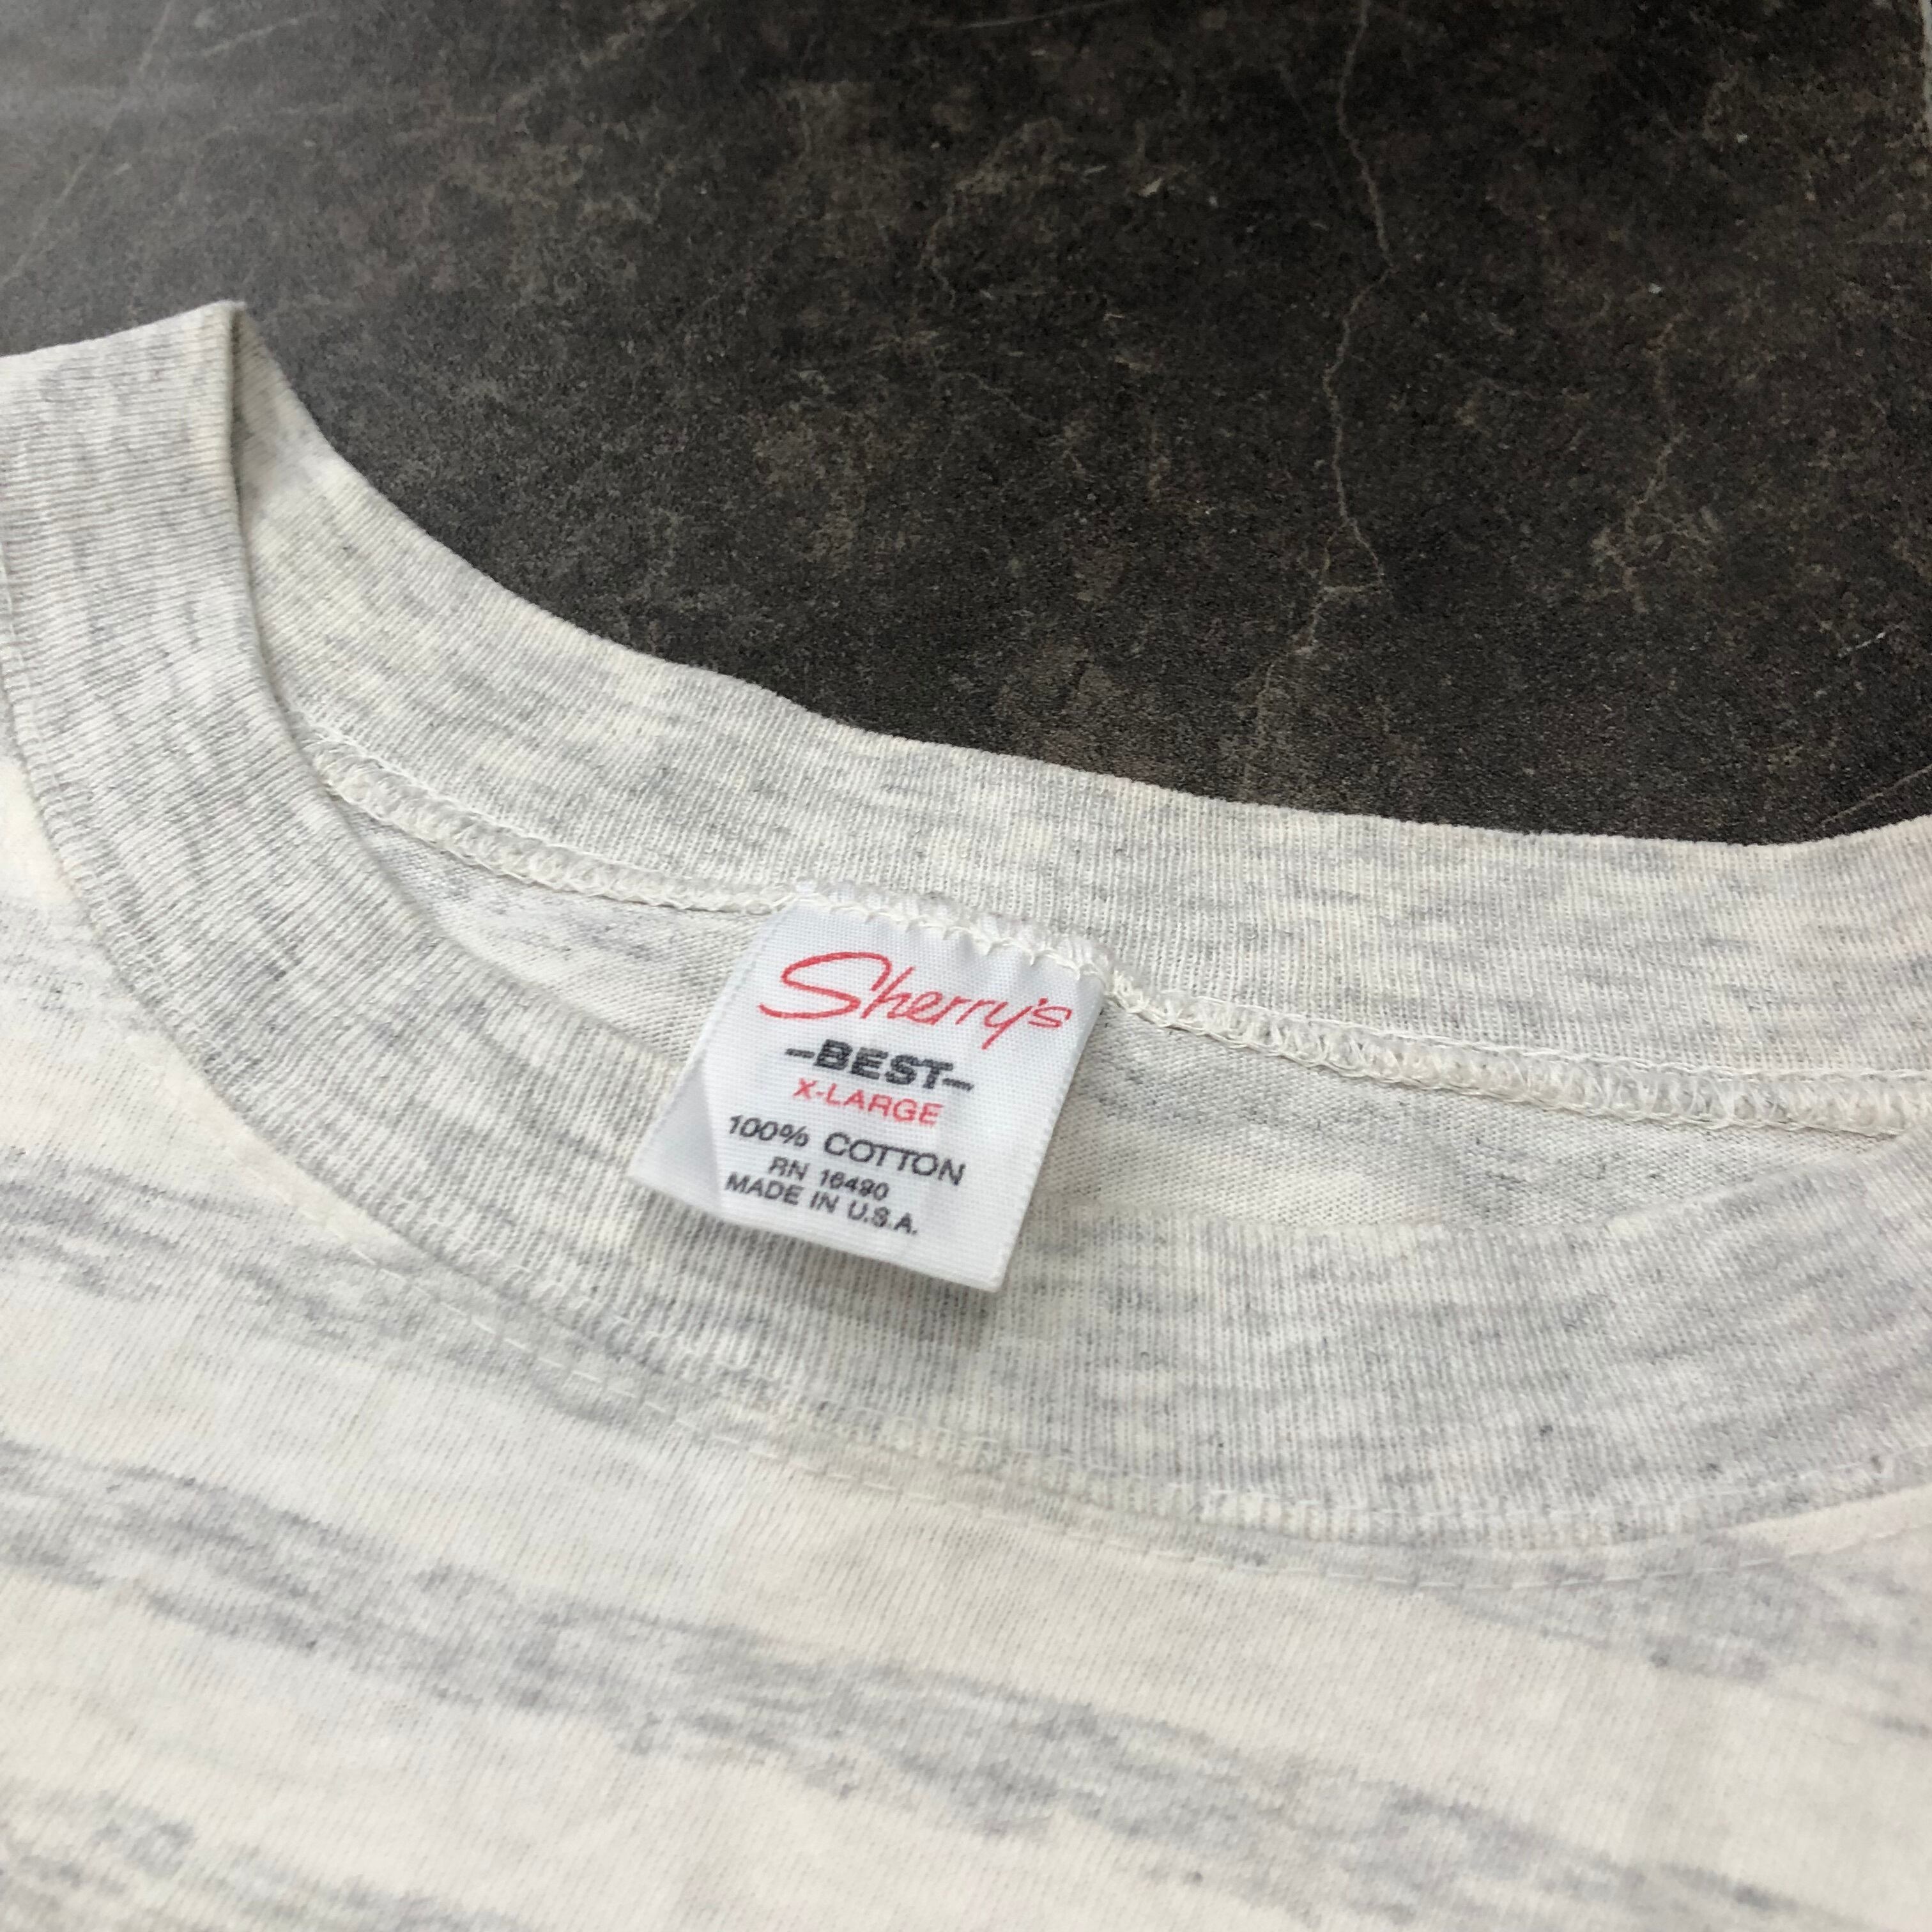 Sherry's
-BEST-
X-LARGE
100% COTTON
RN 16490
MADE IN U.S.A.